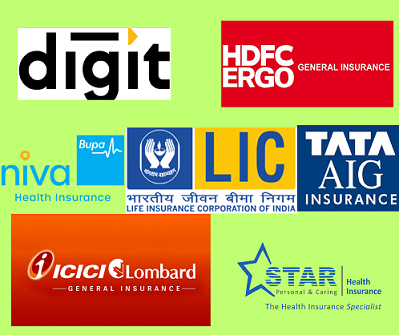 digit
HDFC
ERGO GENERAL INSURANCE
niva
Bupa
Health Insurance
LIC
भारतीय जीवन बीमा निगम
LIFE INSURANCE CORPORATION OF INDIA
TATA
AIG
INSURANCE
i ICICI Lombard
GENERAL INSURANCE
STAR Health
Personal & Caring Insurance
The Health Insurance Specialist